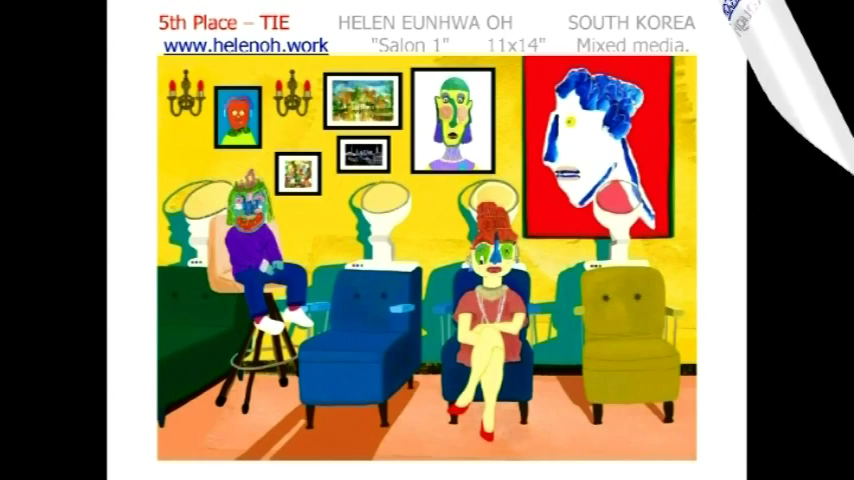 5th Place – TIE HELEN EUNHWA OH SOUTH KOREA
www.helenoh.work "Salon 1" 11x14" Mixed media.